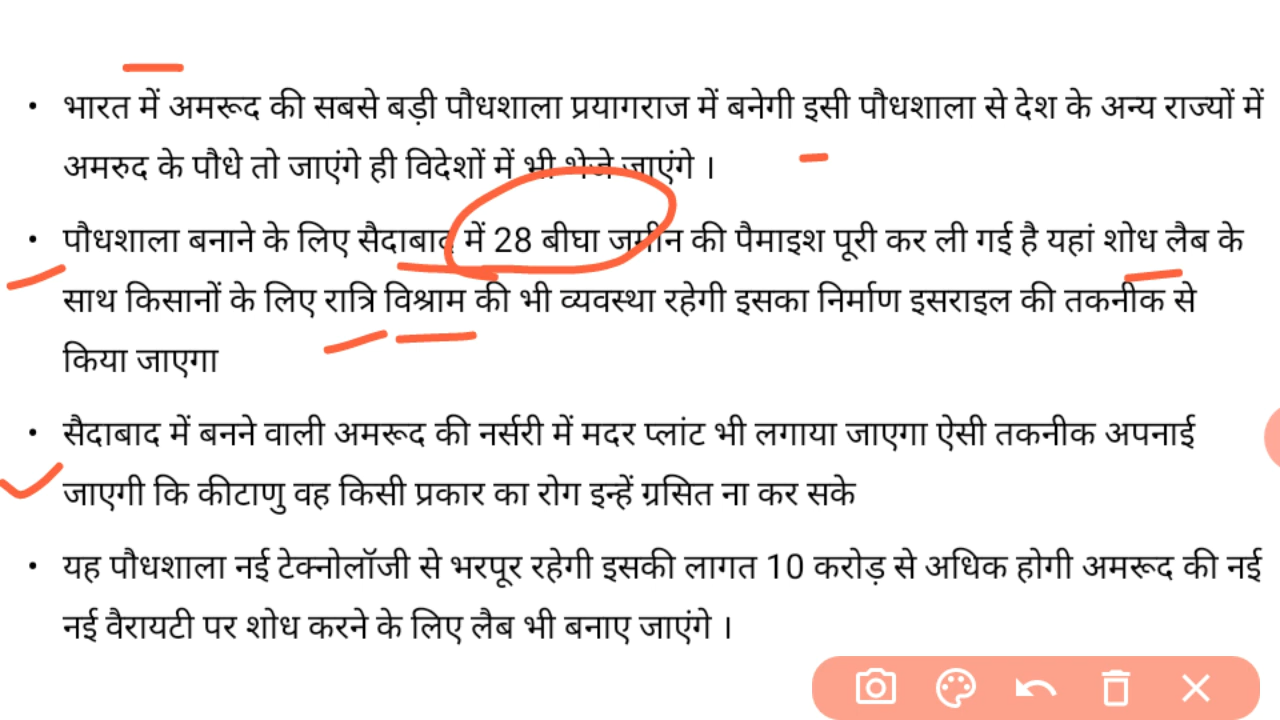 • भारत में अमरूद की सबसे बड़ी पौधशाला प्रयागराज में बनेगी इसी पौधशाला से देश के अन्य राज्यों में
अमरुद के पौधे तो जाएंगे ही विदेशों में भी भेजे जाएंगे ।
• पौधशाला बनाने के लिए सैदाबाद में 28 बीघा जमीन की पैमाइश पूरी कर ली गई है यहां शोध लैब के
साथ किसानों के लिए रात्रि विश्राम की भी व्यवस्था रहेगी इसका निर्माण इसराइल की तकनीक से
किया जाएगा
• सैदाबाद में बनने वाली अमरूद की नर्सरी में मदर प्लांट भी लगाया जाएगा ऐसी तकनीक अपनाई
जाएगी कि कीटाणु वह किसी प्रकार का रोग इन्हें ग्रसित ना कर सके
• यह पौधशाला नई टेक्नोलॉजी से भरपूर रहेगी इसकी लागत 10 करोड़ से अधिक होगी अमरूद की नई
नई वैरायटी पर शोध करने के लिए लैब भी बनाए जाएंगे ।